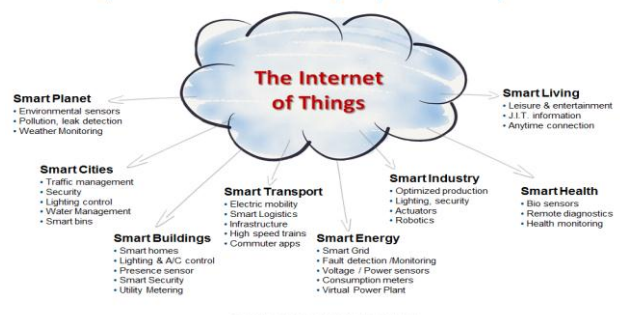 The Internet
of Things
Smart Planet
• Environmental sensors
• Pollution, leak detection
• Weather Monitoring
Smart Cities
• Traffic management
• Security
• Lighting control
• Water Management
• Smart bins
Smart Buildings
• Smart homes
• Lighting & A/C control
• Presence sensor
• Smart Security
• Utility Metering
Smart Transport
• Electric mobility
• Smart Logistics
• Infrastructure
• High speed trains
• Commuter apps
Smart Energy
• Smart Grid
• Fault detection /Monitoring
• Voltage / Power sensors
• Consumption meters
• Virtual Power Plant
Smart Industry
• Optimized production
• Lighting, security
• Actuators
• Robotics
Smart Living
• Leisure & entertainment
• J.I.T. information
• Anytime connection
Smart Health
• Bio sensors
• Remote diagnostics
• Health monitoring